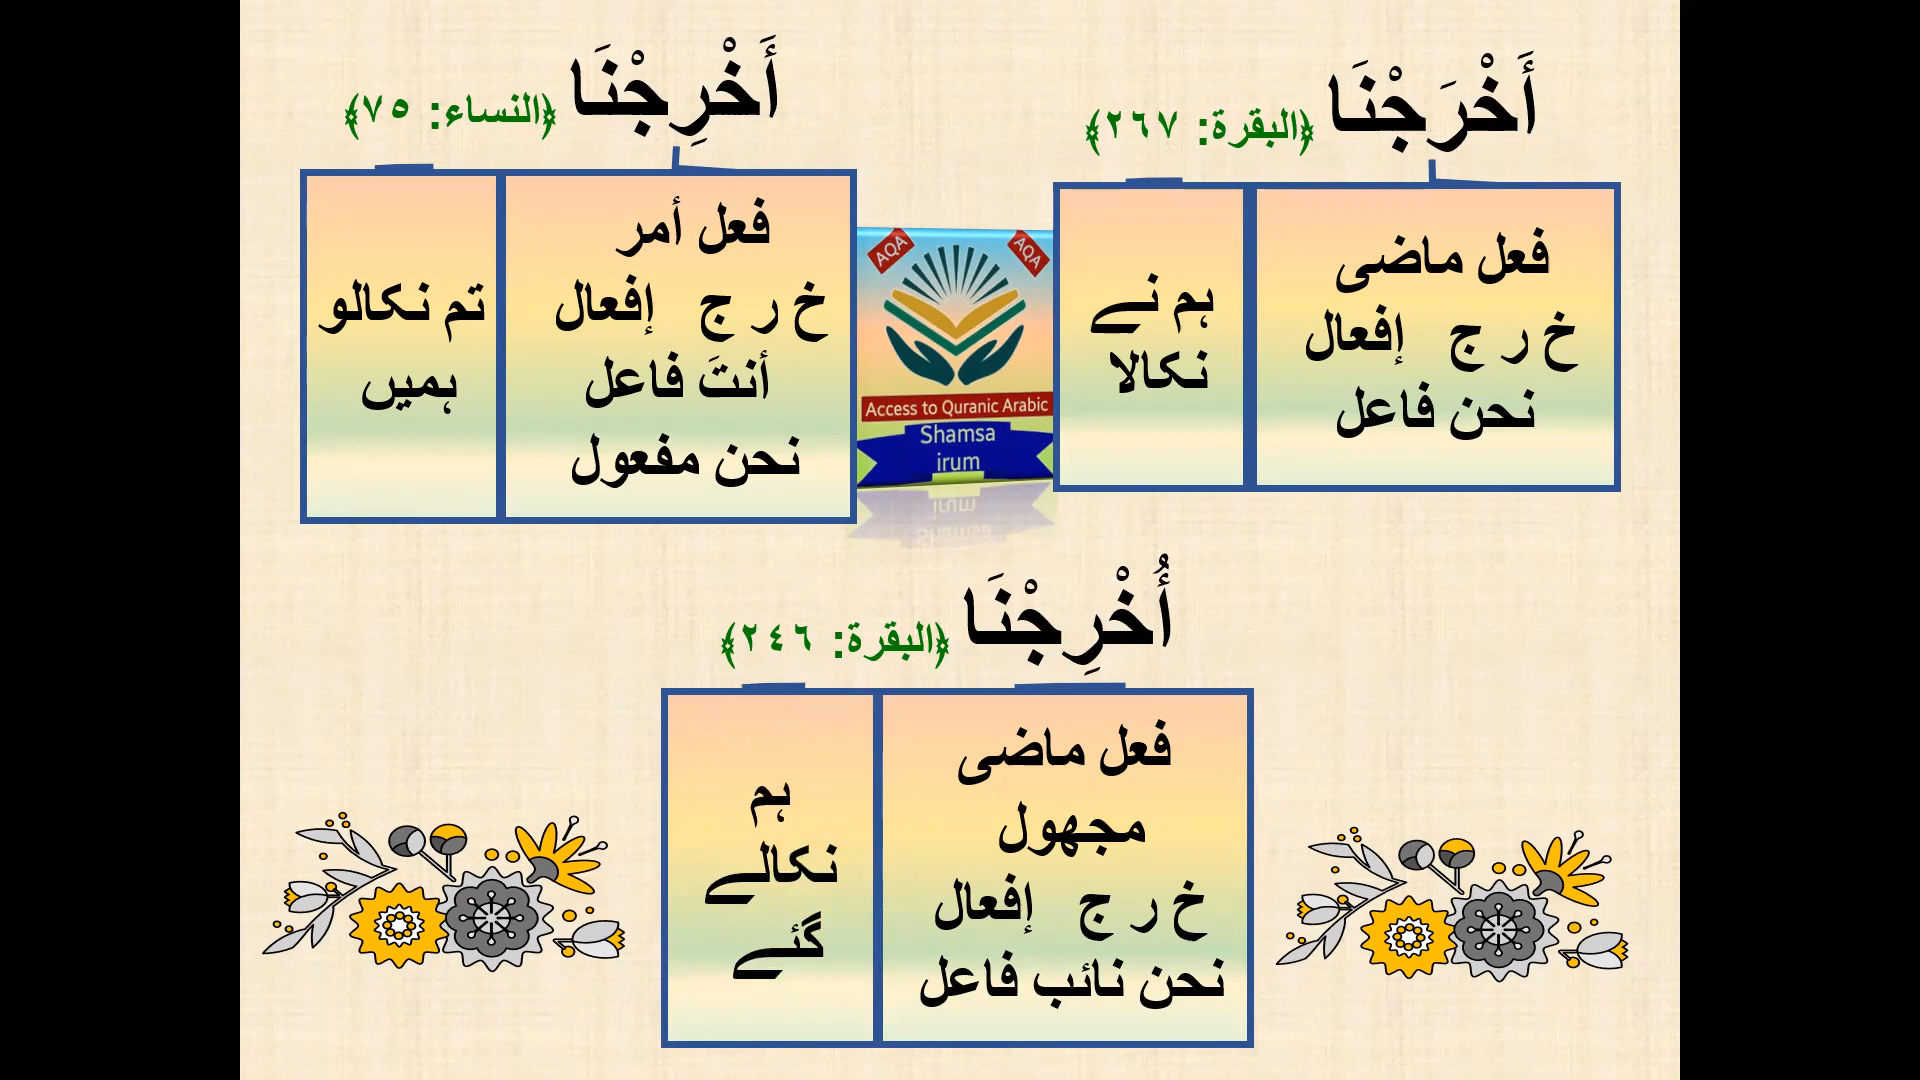 أَخْرَجْنَا ﴿البقرة: ٢٦٧﴾
فعل ماضی
خ ر ج   إفعال
نحن فاعل
ہم نے
نکالا
أَخْرِجْنَا ﴿النساء: ٧٥﴾
فعل أمر
خ ر ج   إفعال
أنتَ فاعل
نحن مفعول
تم نکالو
ہمیں
AQA
AQA
Access to Quranic Arabic
Shamsa
irum
أُخْرِجْنَا ﴿البقرة: ٢٤٦﴾
فعل ماضی
مجهول
خ ر ج   إفعال
نحن نائب فاعل
ہم
نکالے
گئے